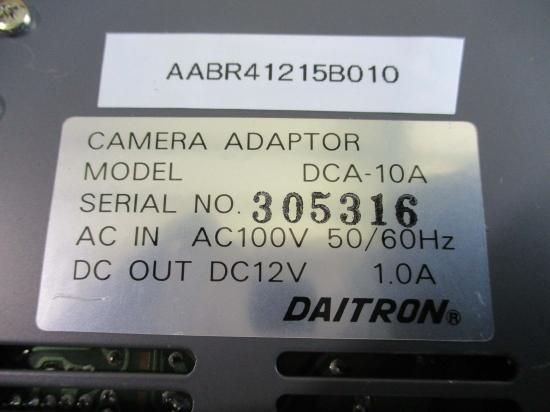 AABR41215B010
CAMERA ADAPTOR
MODEL DCA-10A
SERIAL NO. 305316
AC IN AC100V 50/60Hz
DC OUT DC12V 1.0A
DAITRON®